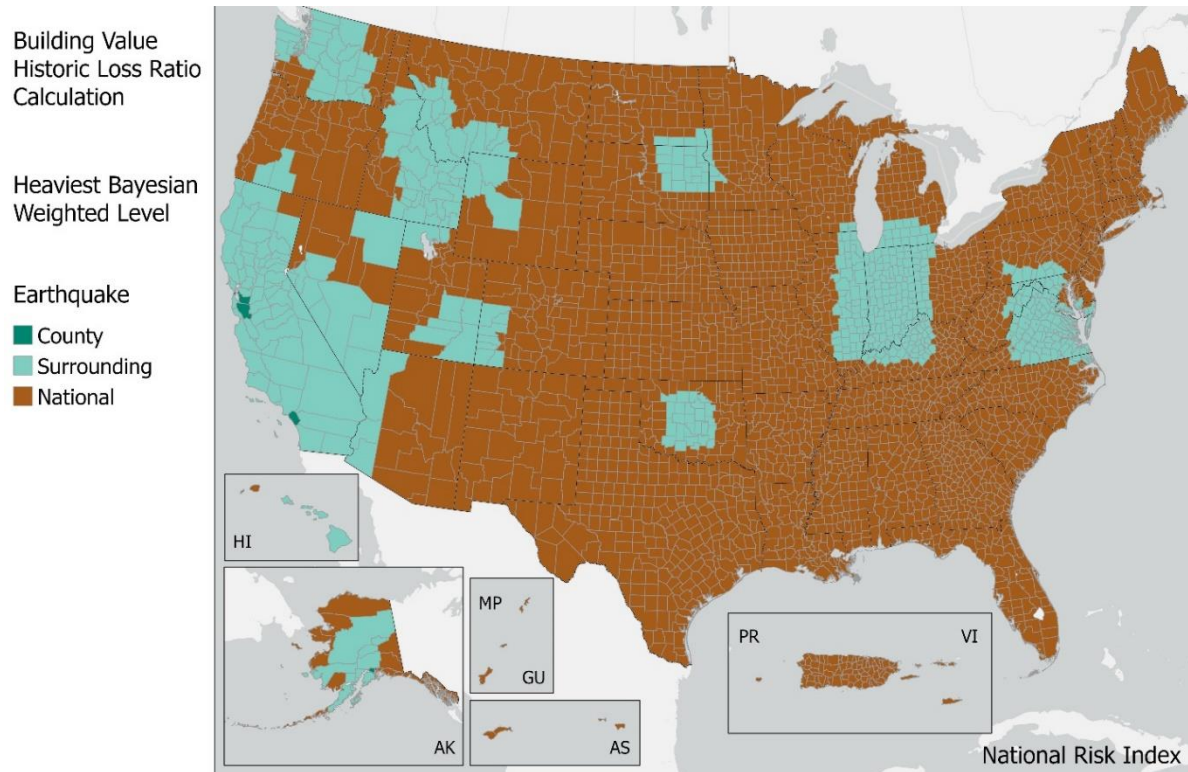 Building Value
Historic Loss Ratio
Calculation
Heaviest Bayesian
Weighted Level
Earthquake
County
Surrounding
National
HI
AK
MP
GU
AS
PR
VI
National Risk Index